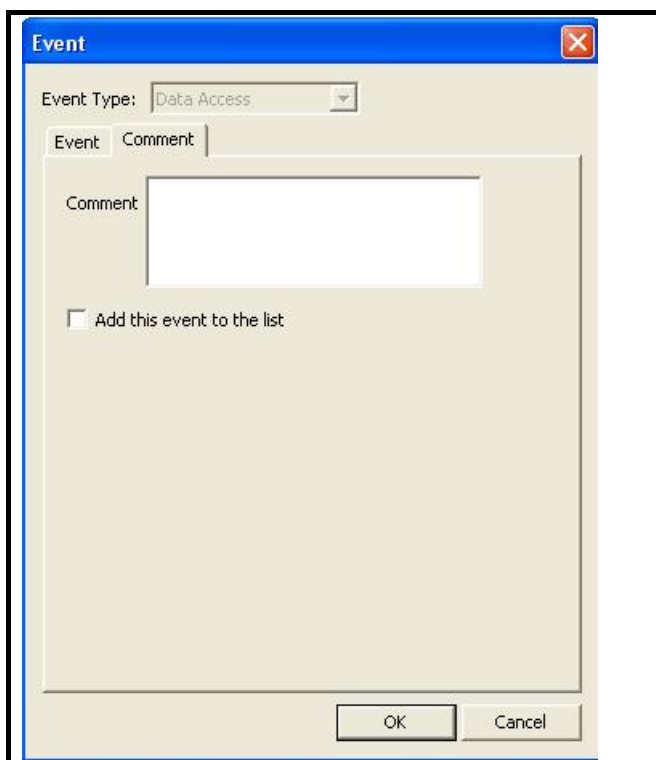 Event
Event Type: Data Access
Event Comment
Comment
Add this event to the list
OK Cancel